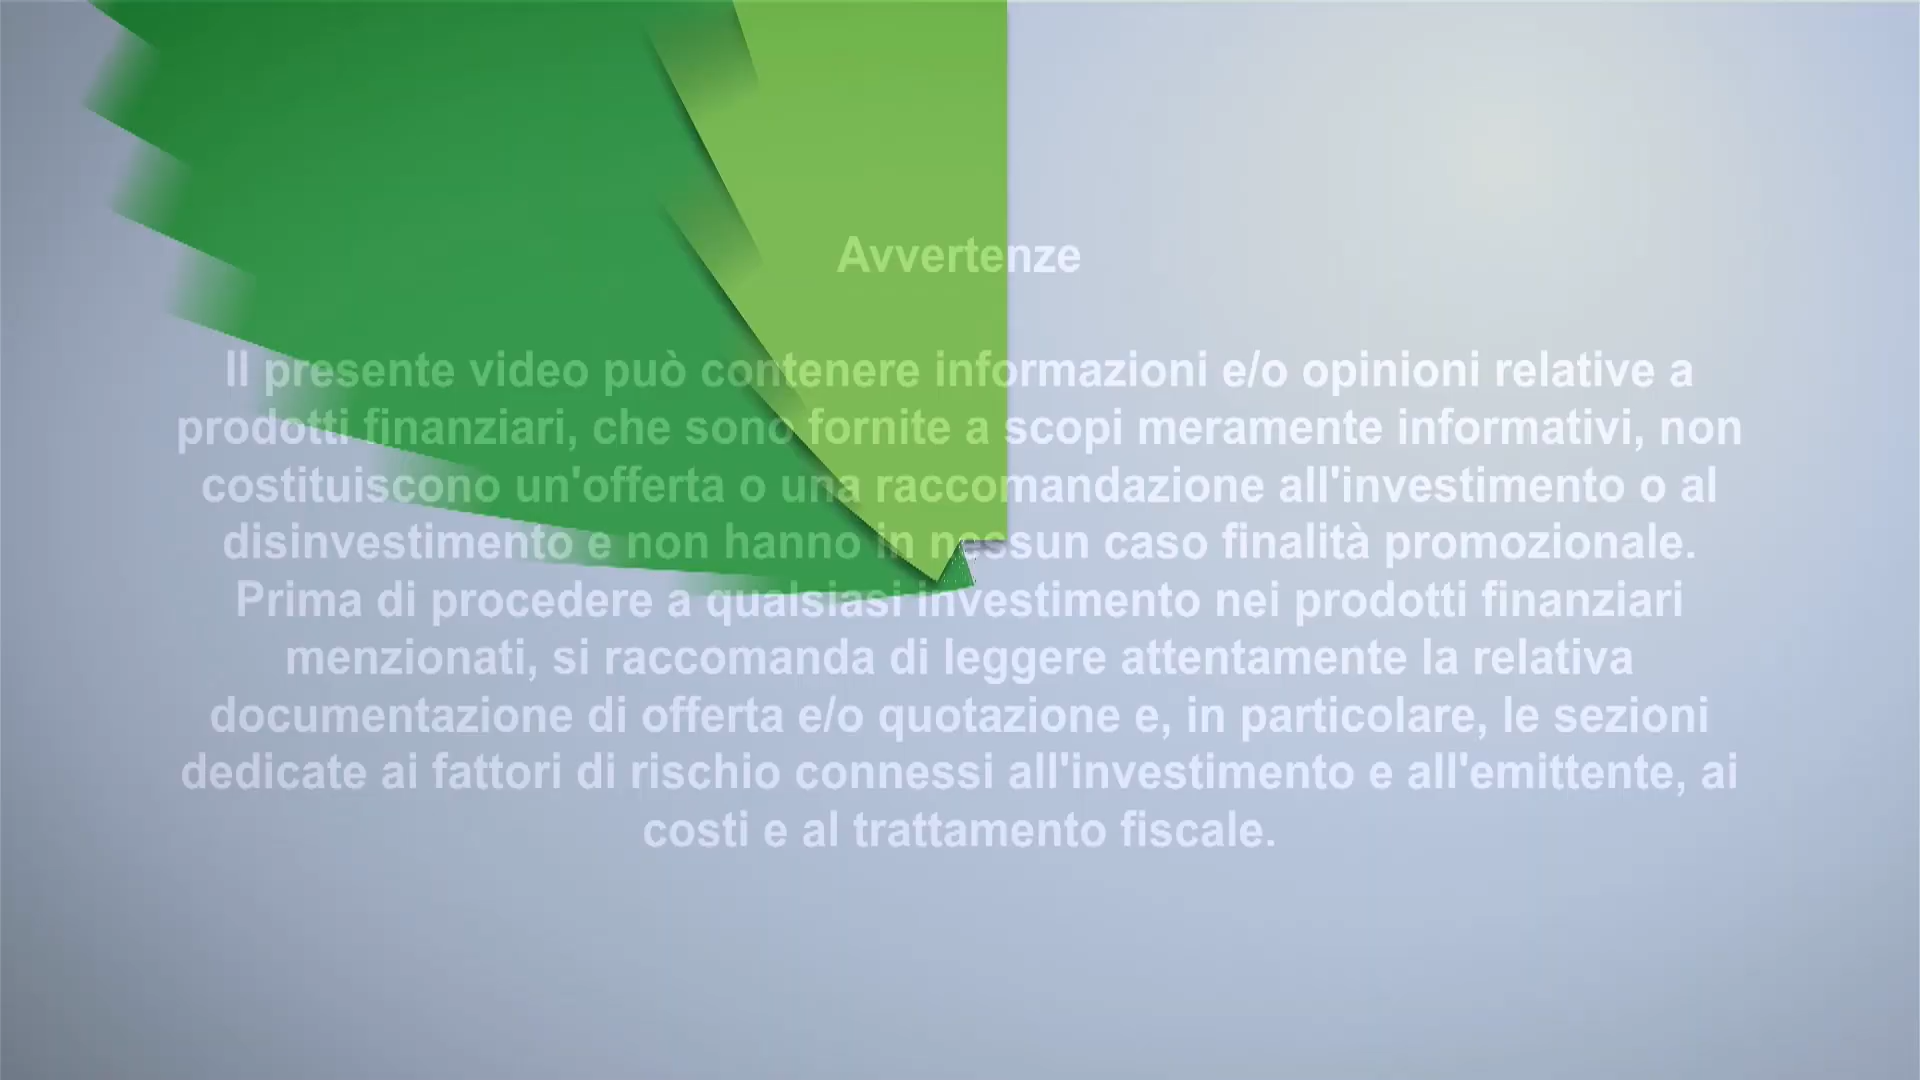 Avvertenze
Il presente video può contenere informazioni e/o opinioni relative a
prodotti finanziari, che sono fornite a scopi meramente informativi, non
costituiscono un'offerta o una raccomandazione all'investimento o al
disinvestimento e non hanno in nessun caso finalità promozionale.
Prima di procedere a qualsiasi investimento nei prodotti finanziari
menzionati, si raccomanda di leggere attentamente la relativa
documentazione di offerta e/o quotazione e, in particolare, le sezioni
dedicate ai fattori di rischio connessi all'investimento e all'emittente, ai
costi e al trattamento fiscale.